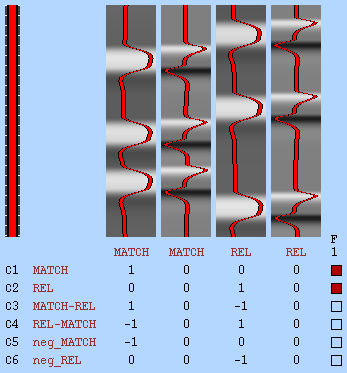 F
MATCH MATCH REL REL 1
C1 MATCH 1 0 0 0
C2 REL 0 0 1 0
C3 MATCH-REL 1 0 -1 0
C4 REL-MATCH -1 0 1 0
C5 neg_MATCH -1 0 0 0
C6 neg_REL 0 0 -1 0